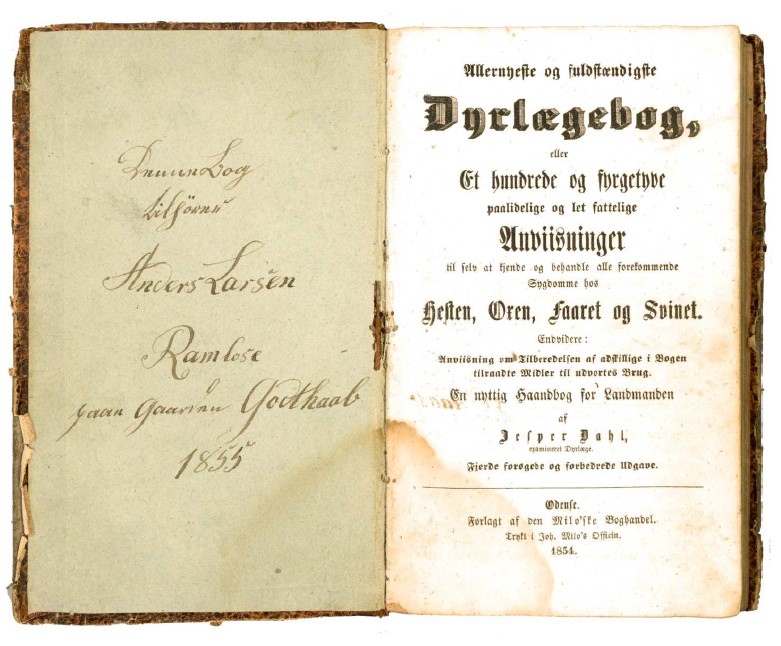 Denne Bog
tilhører
Anders Larsen
Ramlose
paa Gaarden Godthaab
1855
Allernyeste og fuldstændigste
Dyrlægebog,
eller
Et hundrede og fyrgetyve
paalidelige og let fattelige
Anviisninger
til selv at kjende og behandle alle forekommende
Sygdomme hos
Hesten, Oxen, Faaret og Svinet.
Endvidere:
Anviisning om Tilberedelsen af adskillige i Bogen
tilraadte Midler til udvortes Brug.
En nyttig Haandbog for Landmanden
af
Jesper Dahl,
examineret Dyrlæge.
Fjerde forøgede og forbedrede Udgave.
Odense.
Forlagt af den Milo'ske Boghandel.
Trykt i Joh. Milo's Officin.
1854.